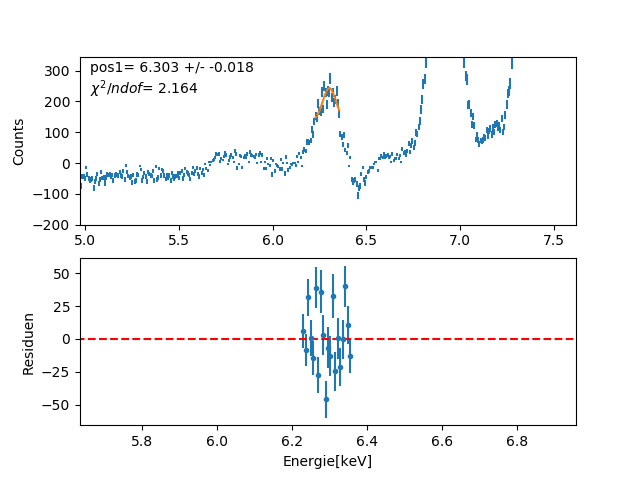 pos1= 6.303 +/- -0.018
χ²/ndof= 2.164
300
200
100
0
−100
−200
Counts
5.0 5.5 6.0 6.5 7.0 7.5
50
25
0
−25
−50
Residuen
5.8 6.0 6.2 6.4 6.6 6.8
Energie[keV]